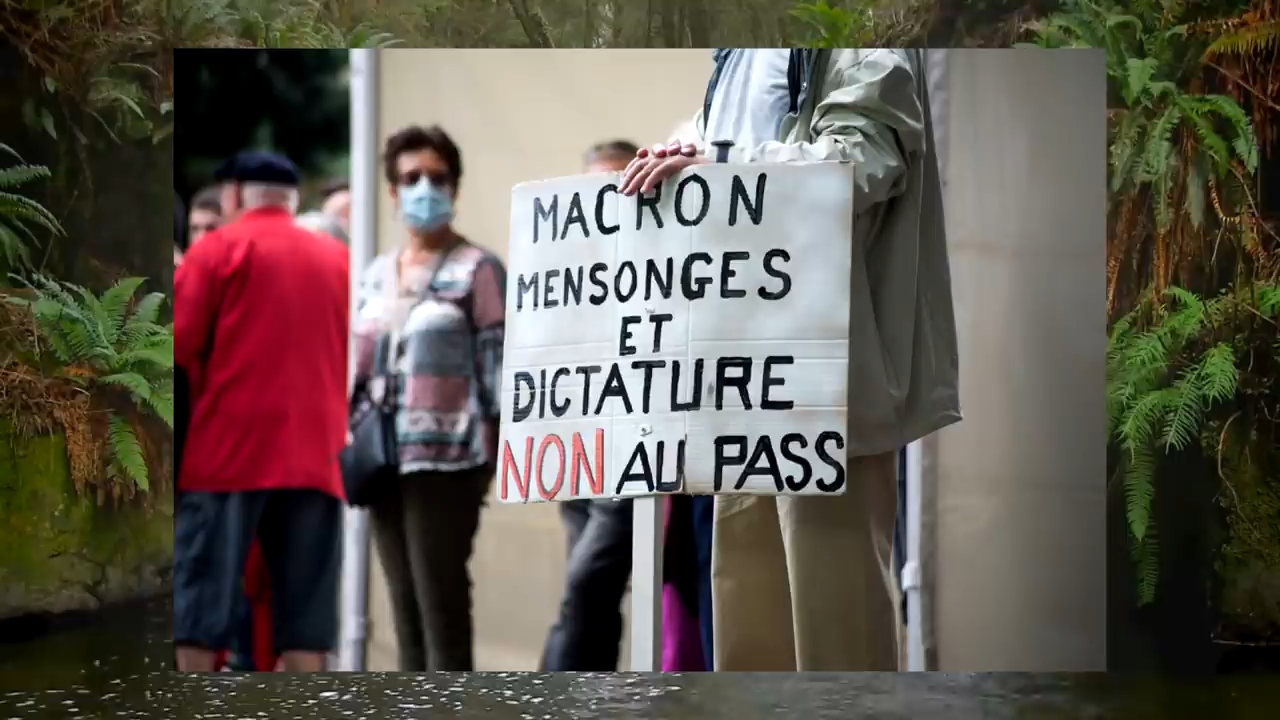 MACRON
MENSONGES
ET
DICTATURE
NON AU PASS